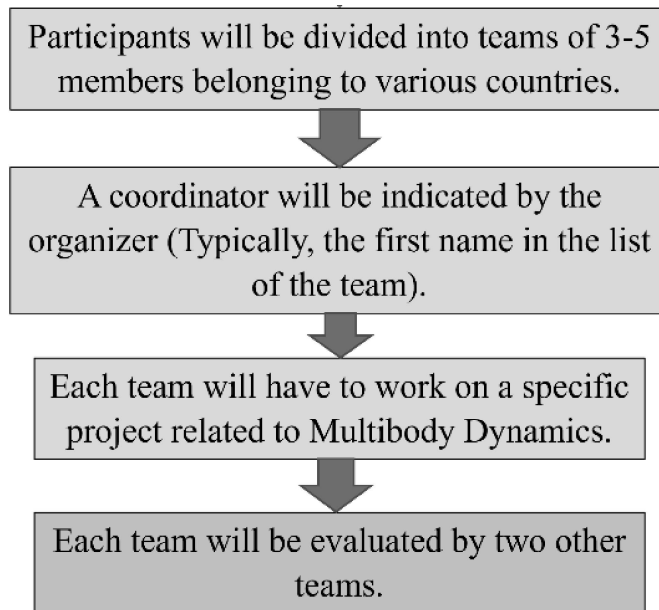 Participants will be divided into teams of 3-5
members belonging to various countries.
A coordinator will be indicated by the
organizer (Typically, the first name in the list
of the team).
Each team will have to work on a specific
project related to Multibody Dynamics.
Each team will be evaluated by two other
teams.